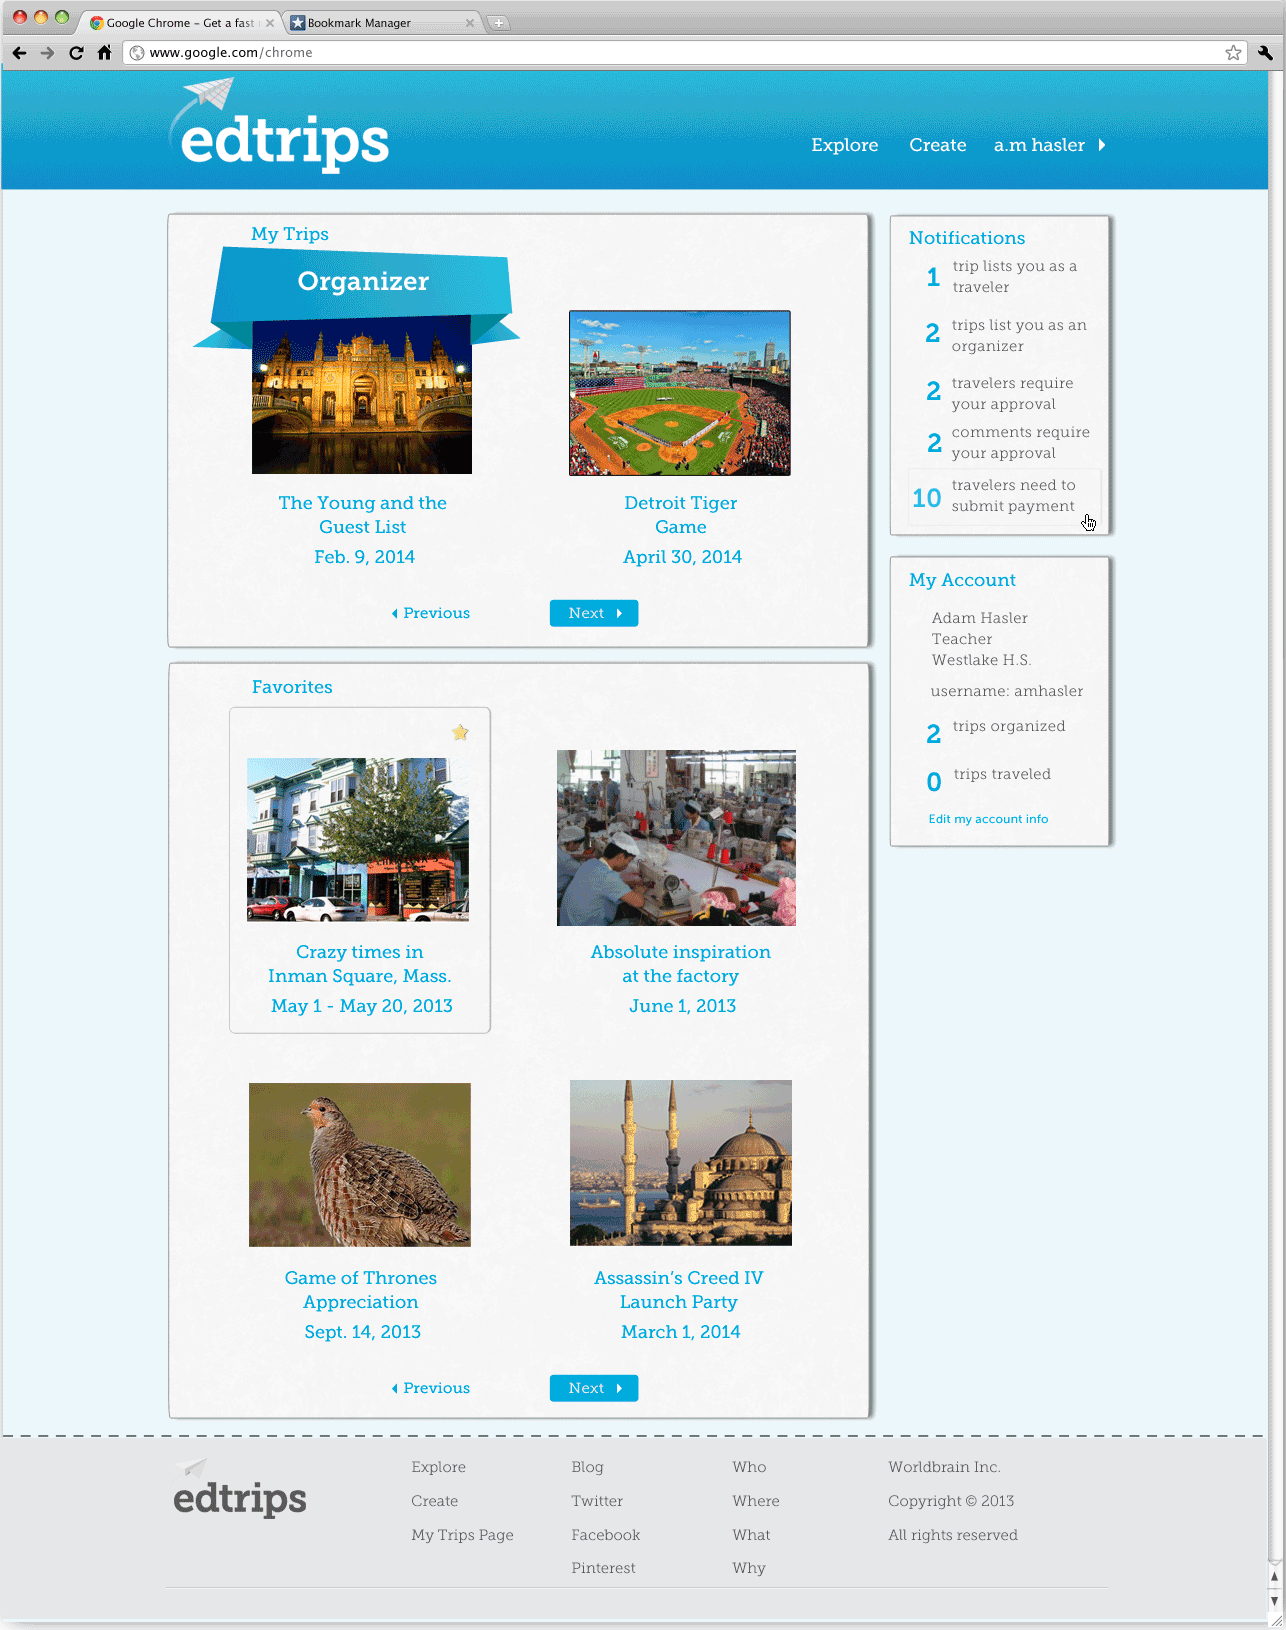 Google Chrome – Get a fast
Bookmark Manager
www.google.com/chrome
edtrips
Explore
Create
a.m hasler
My Trips
Organizer
The Young and the
Guest List
Feb. 9, 2014
Detroit Tiger
Game
April 30, 2014
Previous
Next
Notifications
1 trip lists you as a
traveler
2 trips list you as an
organizer
2 travelers require
your approval
2 comments require
your approval
10 travelers need to
submit payment
My Account
Adam Hasler
Teacher
Westlake H.S.
username: amhasler
2 trips organized
0 trips traveled
Edit my account info
Favorites
Crazy times in
Inman Square, Mass.
May 1 - May 20, 2013
Absolute inspiration
at the factory
June 1, 2013
Game of Thrones
Appreciation
Sept. 14, 2013
Assassin's Creed IV
Launch Party
March 1, 2014
Previous
Next
edtrips
Explore
Create
My Trips Page
Blog
Twitter
Facebook
Pinterest
Who
Where
What
Why
Worldbrain Inc.
Copyright © 2013
All rights reserved